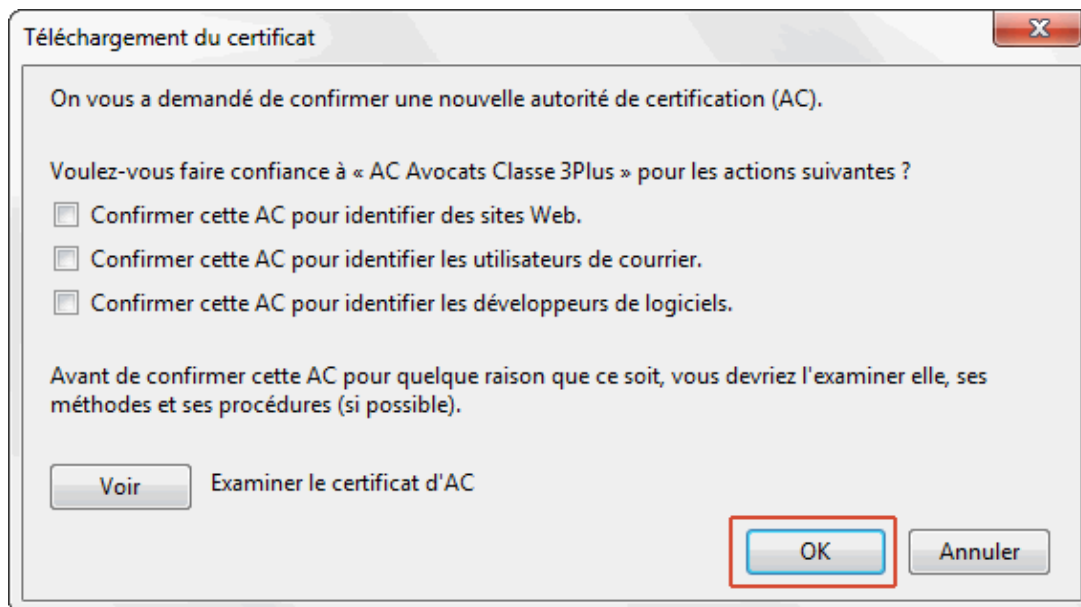 Téléchargement du certificat
On vous a demandé de confirmer une nouvelle autorité de certification (AC).
Voulez-vous faire confiance à « AC Avocats Classe 3Plus » pour les actions suivantes ?
Confirmer cette AC pour identifier des sites Web.
Confirmer cette AC pour identifier les utilisateurs de courrier.
Confirmer cette AC pour identifier les développeurs de logiciels.
Avant de confirmer cette AC pour quelque raison que ce soit, vous devriez l'examiner elle, ses
méthodes et ses procédures (si possible).
Voir Examiner le certificat d'AC
OK Annuler